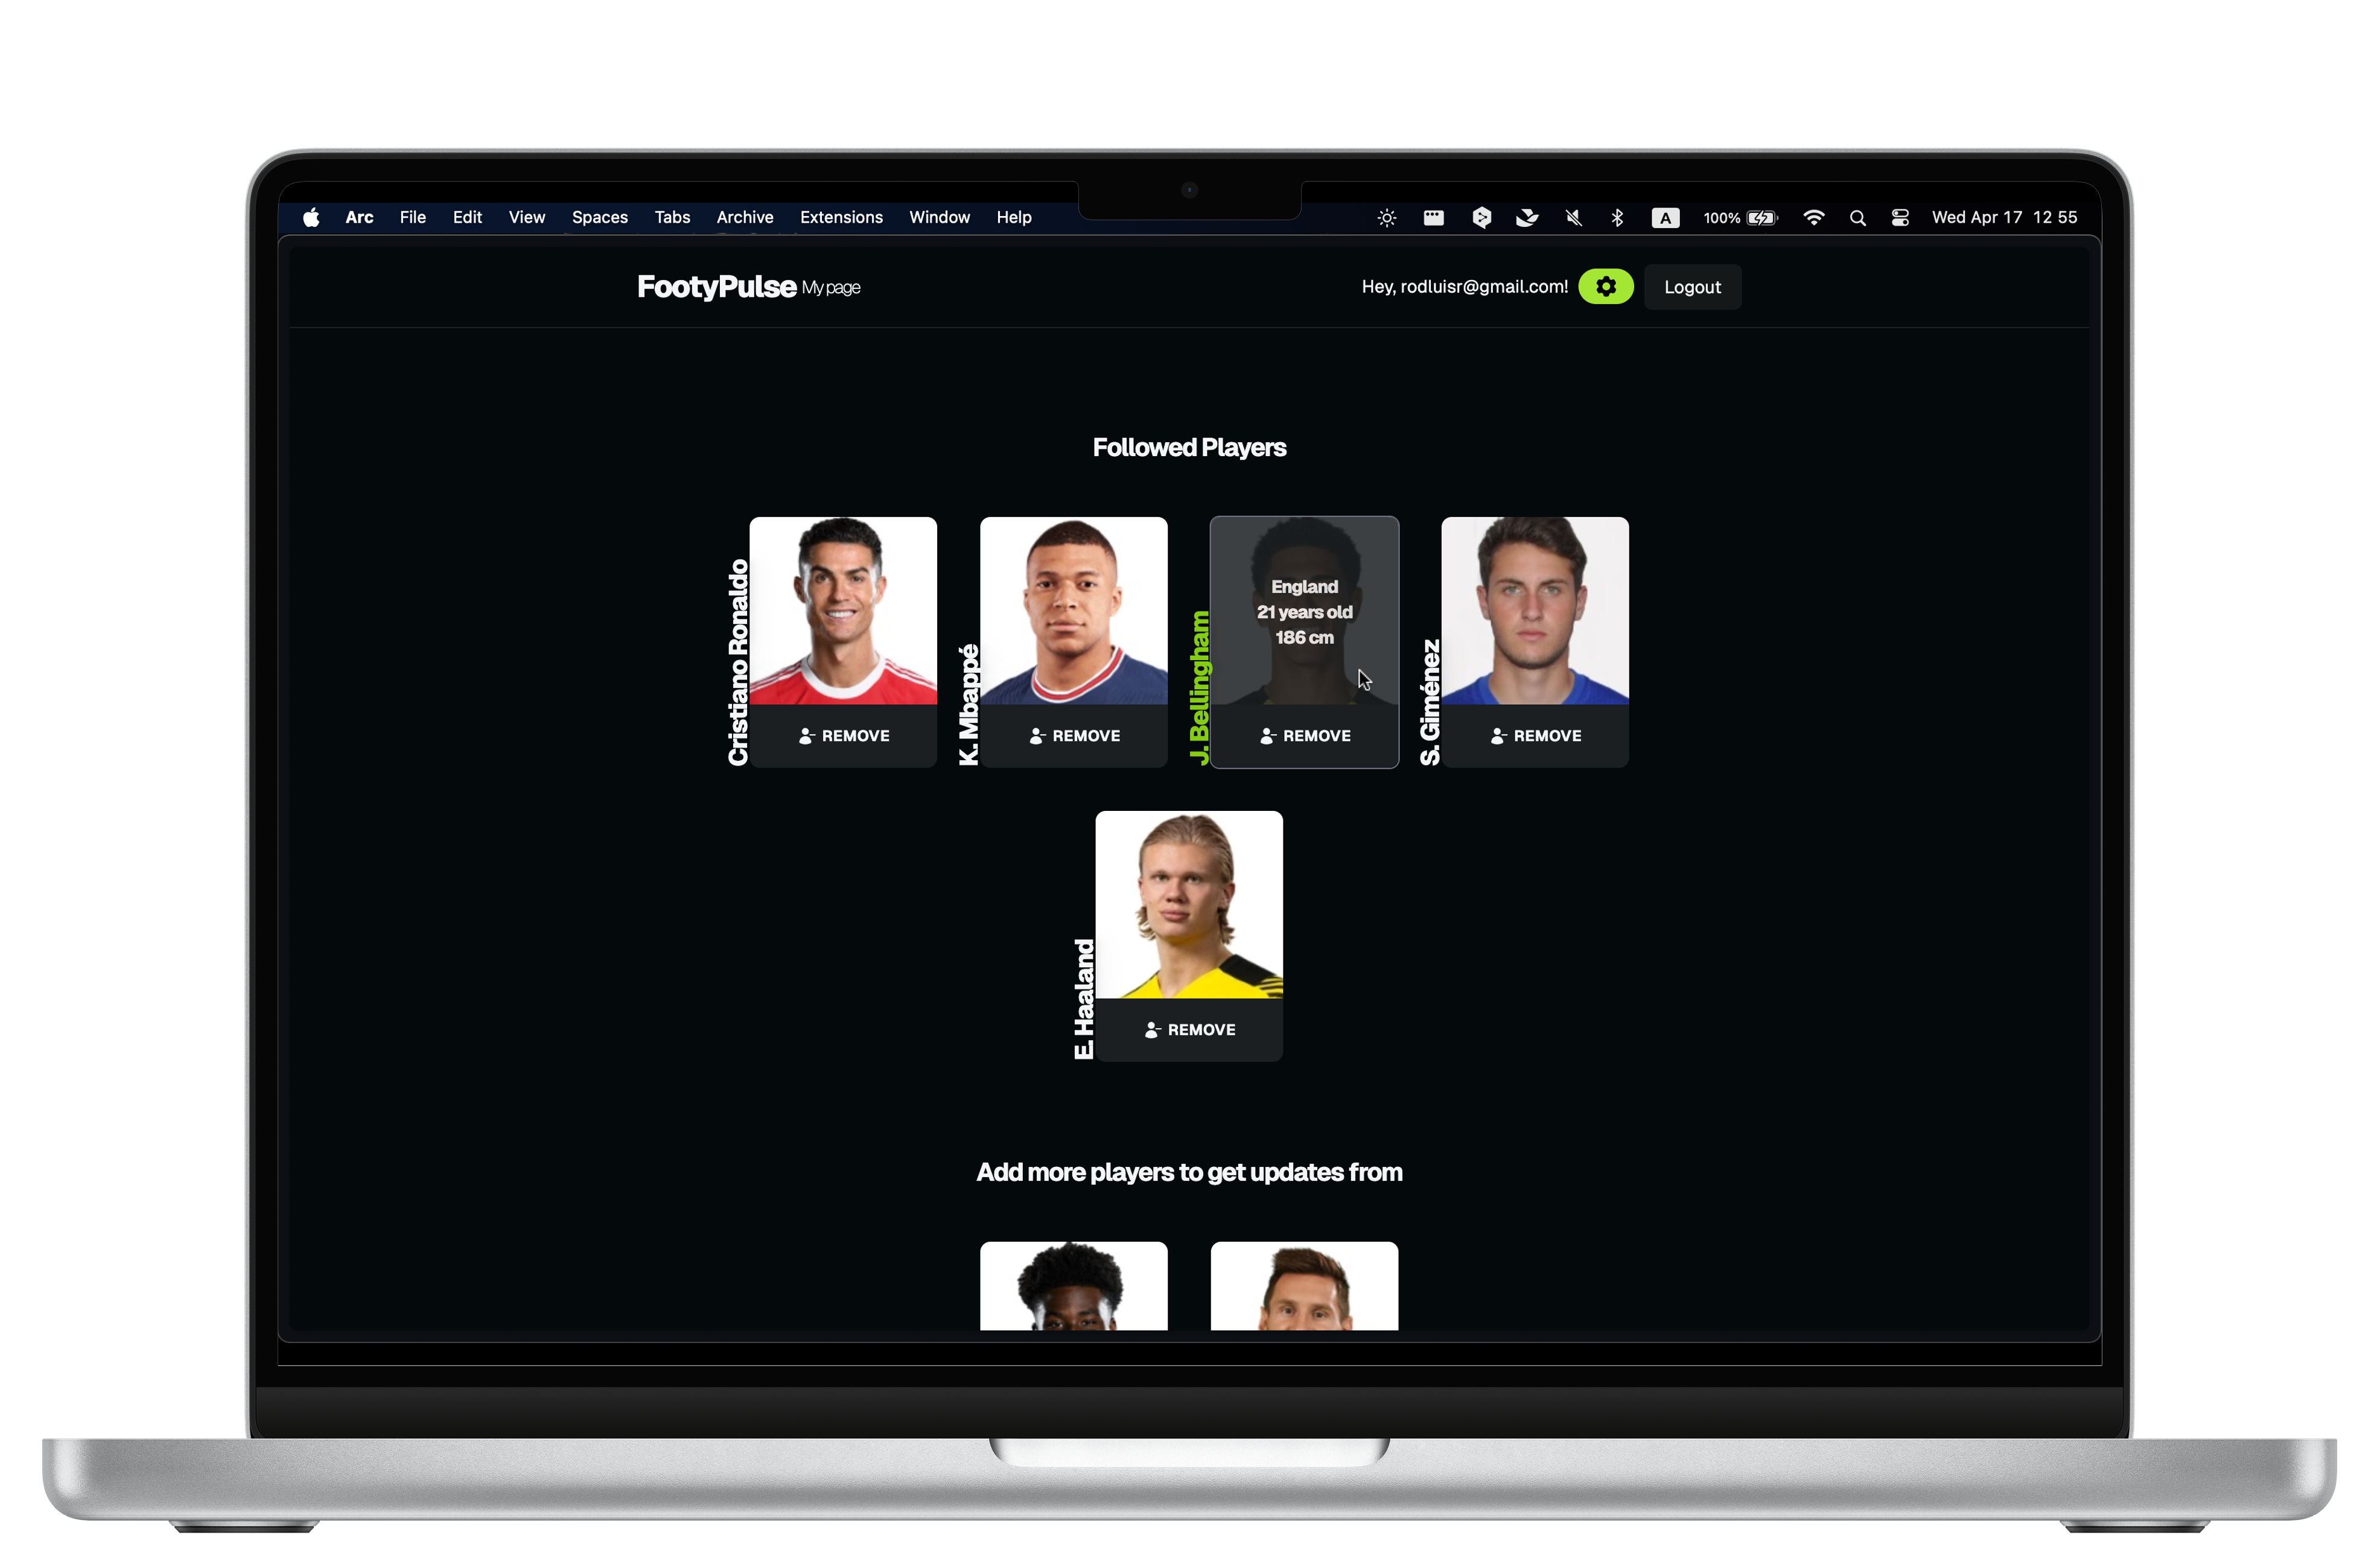 Arc File Edit View Spaces Tabs Archive Extensions Window Help A 100% Wed Apr 17 12 55
FootyPulse My page Hey, rodluisr@gmail.com! Logout
Followed Players
Cristiano Ronaldo
REMOVE
K. Mbappé
REMOVE
J. Bellingham
England
21 years old
186 cm
REMOVE
S. Giménez
REMOVE
E. Haaland
REMOVE
Add more players to get updates from